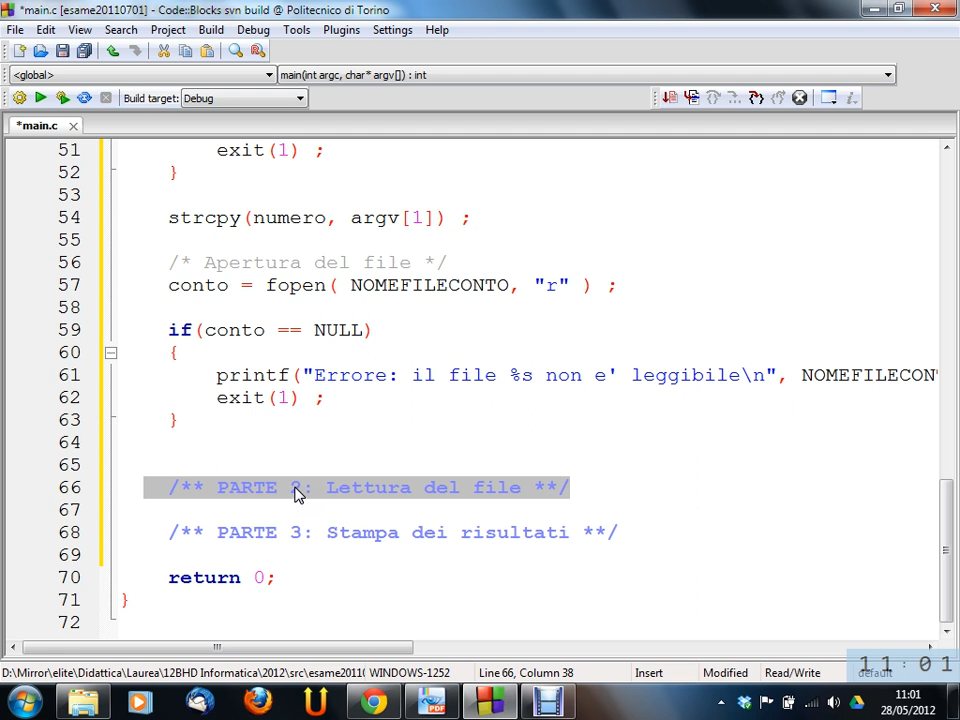 *main.c [esame20110701] - Code::Blocks svn build @ Politecnico di Torino
File Edit View Search Project Build Debug Tools Plugins Settings Help
<global> main(int argc, char* argv[]) : int
Build target: Debug
*main.c
51 exit(1) ;
52 }
53
54 strcpy(numero, argv[1]) ;
55
56 /* Apertura del file */
57 conto = fopen( NOMEFILECONTO, "r" ) ;
58
59 if(conto == NULL)
60 {
61 printf("Errore: il file %s non e' leggibile\n", NOMEFILECON
62 exit(1) ;
63 }
64
65
66 /** PARTE 2: Lettura del file **/
67
68 /** PARTE 3: Stampa dei risultati **/
69
70 return 0;
71 }
72
D:\Mirror\elite\Didattica\Laurea\12BHD Informatica\2012\src\esame2011( WINDOWS-1252 Line 66, Column 38 Insert Modified Read/Write default
11:01
11:01
28/05/2012